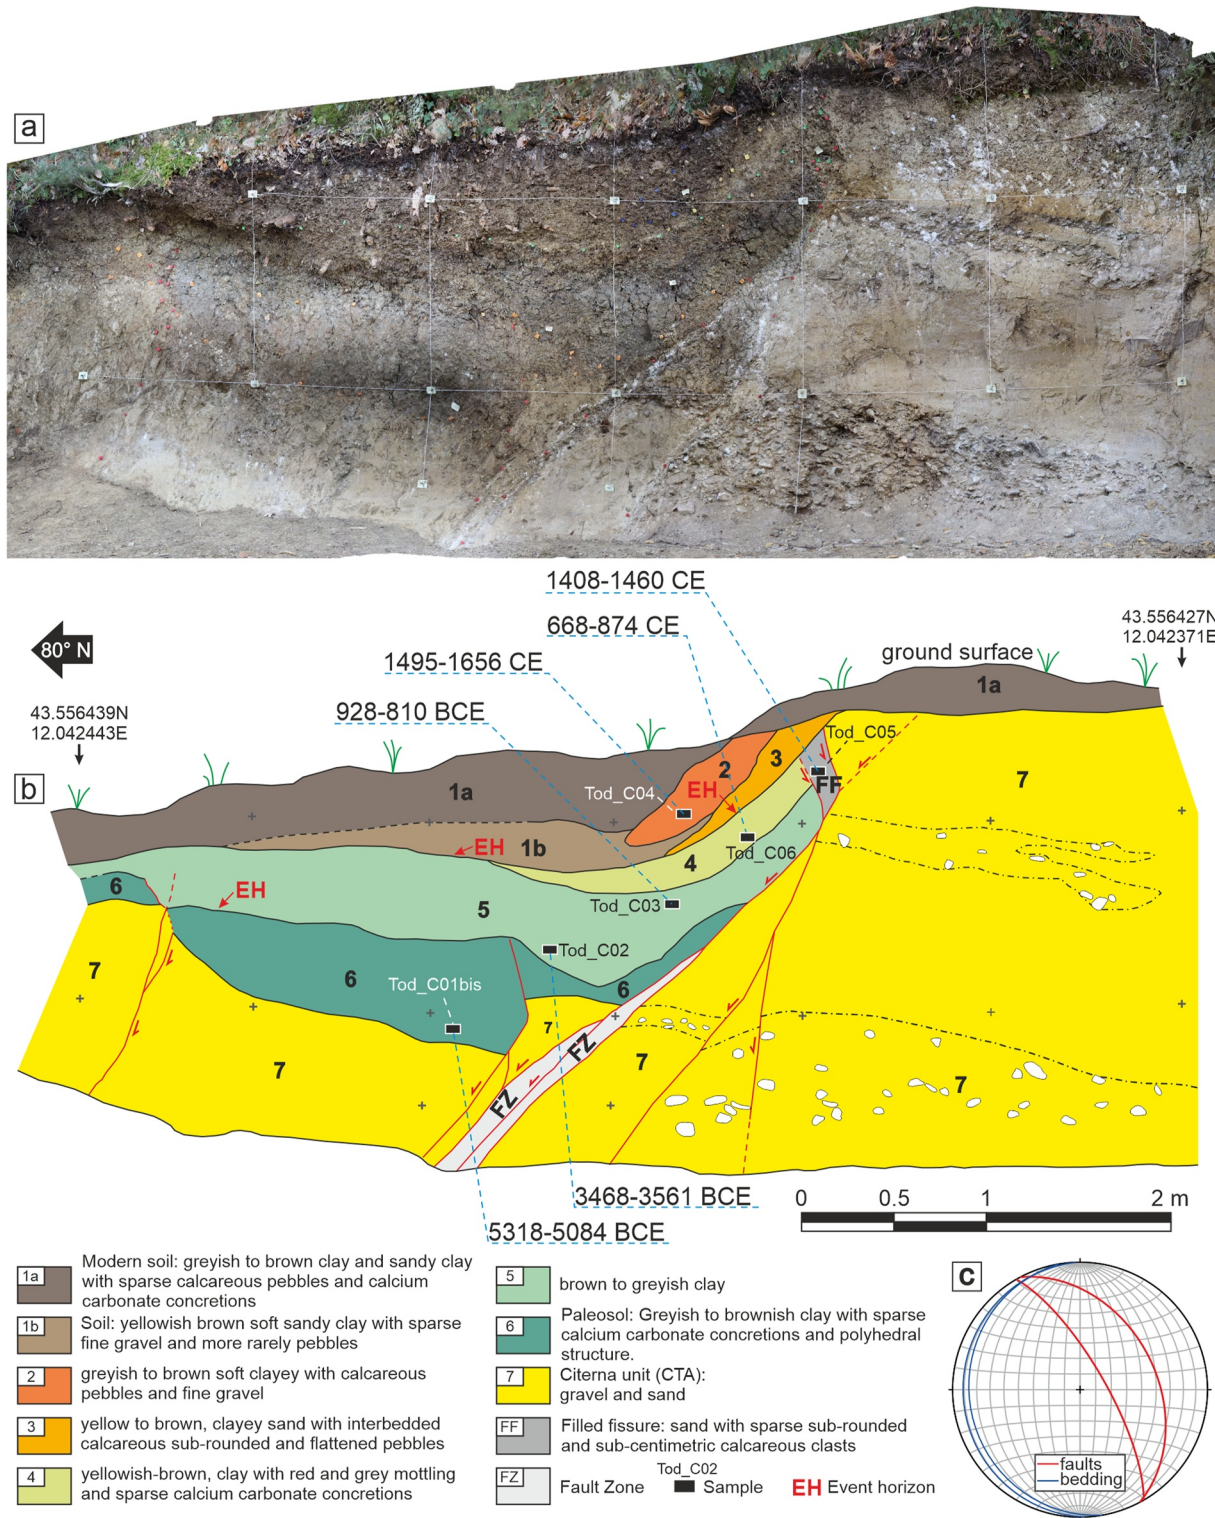 a
1408-1460 CE
668-874 CE
1495-1656 CE
928-810 BCE
80° N
43.556439N
12.042443E
43.556427N
12.042371E
ground surface
b
1a
1a
1b
2
3
4
5
6
6
6
7
7
7
7
7
7
EH
EH
EH
FF
FZ
FZ
Tod_C05
Tod_C04
Tod_C06
Tod_C03
Tod_C02
Tod_C01bis
3468-3561 BCE
5318-5084 BCE
0 0.5 1 2 m
1a
Modern soil: greyish to brown clay and sandy clay
with sparse calcareous pebbles and calcium
carbonate concretions
1b
Soil: yellowish brown soft sandy clay with sparse
fine gravel and more rarely pebbles
2
greyish to brown soft clayey with calcareous
pebbles and fine gravel
3
yellow to brown, clayey sand with interbedded
calcareous sub-rounded and flattened pebbles
4
yellowish-brown, clay with red and grey mottling
and sparse calcium carbonate concretions
5
brown to greyish clay
6
Paleosol: Greyish to brownish clay with sparse
calcium carbonate concretions and polyhedral
structure.
7
Citerna unit (CTA):
gravel and sand
FF
Filled fissure: sand with sparse sub-rounded
and sub-centimetric calcareous clasts
FZ
Fault Zone
Tod_C02
Sample
EH Event horizon
c
faults
bedding